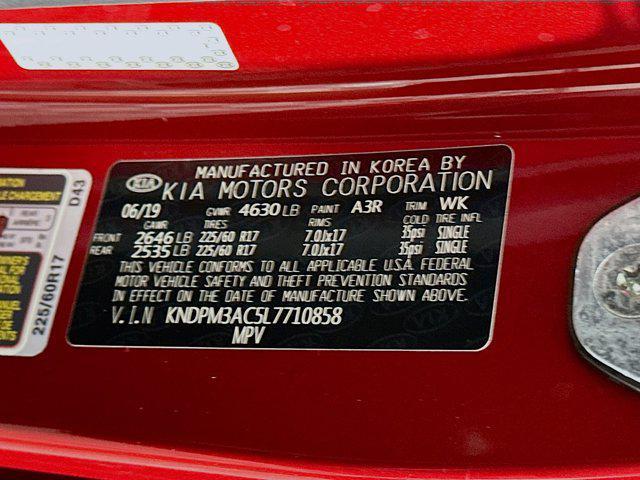 MANUFACTURED IN KOREA BY
KIA KIA MOTORS CORPORATION
06/19 GVWR 4630 LB PAINT A3R TRIM WK
GAWR TIRES RIMS COLD TIRE INFL
FRONT 2646 LB 225/60 R17 7.0Jx17 35psi SINGLE
REAR 2535 LB 225/60 R17 7.0Jx17 35psi SINGLE
THIS VEHICLE CONFORMS TO ALL APPLICABLE U.S.A. FEDERAL
MOTOR VEHICLE SAFETY AND THEFT PREVENTION STANDARDS
IN EFFECT ON THE DATE OF MANUFACTURE SHOWN ABOVE.
V.I.N KNDPM3AC5L7710858
MPV
D43
225/60R17
REAR